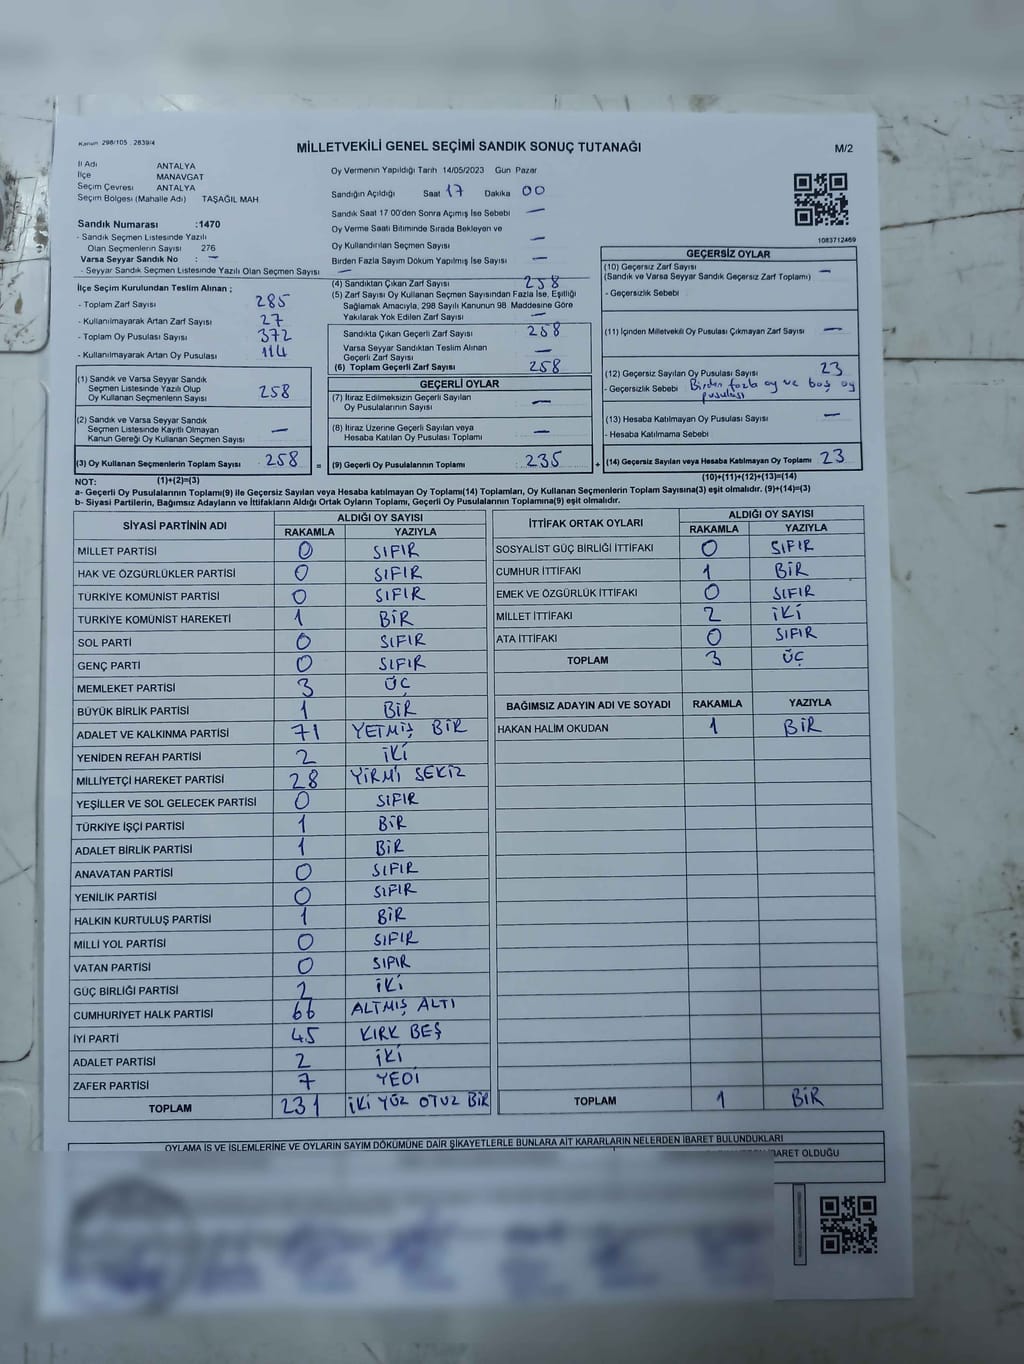 Kanun 298/105 . 2839/4
MİLLETVEKİLİ GENEL SEÇİMİ SANDIK SONUÇ TUTANAĞI
M/2
İl Adı ANTALYA
İlçe MANAVGAT
Seçim Çevresi ANTALYA
Seçim Bölgesi (Mahalle Adı) TAŞAĞIL MAH
Sandık Numarası :1470
- Sandık Seçmen Listesinde Yazılı
Olan Seçmenlerin Sayısı 276
Varsa Seyyar Sandık No : —
- Seyyar Sandık Seçmen Listesinde Yazılı Olan Seçmen Sayısı —
Oy Vermenin Yapıldığı Tarih 14/05/2023 Gün Pazar
Sandığın Açıldığı Saat 17 Dakika 00
Sandık Saat 17 00'den Sonra Açımış İse Sebebi —
Oy Verme Saati Bitiminde Sırada Bekleyen ve
Oy Kullandırılan Seçmen Sayısı —
Birden Fazla Sayım Döküm Yapılmış İse Sayısı —
1083712469
İlçe Seçim Kurulundan Teslim Alınan ;
- Toplam Zarf Sayısı 285
- Kullanılmayarak Artan Zarf Sayısı 27
- Toplam Oy Pusulası Sayısı 372
- Kullanılmayarak Artan Oy Pusulası 114
(1) Sandık ve Varsa Seyyar Sandık
Seçmen Listesinde Yazılı Olup
Oy Kullanan Seçmenlerin Sayısı 258
(2) Sandık ve Varsa Seyyar Sandık
Seçmen Listesinde Kayıtlı Olmayan
Kanun Gereği Oy Kullanan Seçmen Sayısı —
(3) Oy Kullanan Seçmenlerin Toplam Sayısı 258 =
(4) Sandıktan Çıkan Zarf Sayısı 258
(5) Zarf Sayısı Oy Kullanan Seçmen Sayısından Fazla İse, Eşitliği
Sağlamak Amacıyla, 298 Sayılı Kanunun 98 Maddesine Göre
Yakılarak Yok Edilen Zarf Sayısı —
Sandıkta Çıkan Geçerli Zarf Sayısı 258
Varsa Seyyar Sandıktan Teslim Alınan
Geçerli Zarf Sayısı —
(6) Toplam Geçerli Zarf Sayısı 258
GEÇERLİ OYLAR
(7) İtiraz Edilmeksizin Geçerli Sayılan
Oy Pusulalarının Sayısı —
(8) İtiraz Üzerine Geçerli Sayılan veya
Hesaba Katılan Oy Pusulası Toplamı —
(9) Geçerli Oy Pusulalarının Toplamı 235 +
GEÇERSİZ OYLAR
(10) Geçersiz Zarf Sayısı —
(Sandık ve Varsa Seyyar Sandık Geçersiz Zarf Toplamı)
- Geçersizlik Sebebi
(11) İçinden Milletvekili Oy Pusulası Çıkmayan Zarf Sayısı —
(12) Geçersiz Sayılan Oy Pusulası Sayısı 23
- Geçersizlik Sebebi Birden fazla oy ve boş oy
pusulası
(13) Hesaba Katılmayan Oy Pusulası Sayısı —
- Hesaba Katılmama Sebebi
(14) Geçersiz Sayılan veya Hesaba Katılmayan Oy Toplamı 23
NOT: (1)+(2)=(3) (10)+(11)+(12)+(13)=(14)
a- Geçerli Oy Pusulalarının Toplamı(9) ile Geçersiz Sayılan veya Hesaba katılmayan Oy Toplamı(14) Toplamları, Oy Kullanan Seçmenlerin Toplam Sayısına(3) eşit olmalıdır. (9)+(14)=(3)
b- Siyasi Partilerin, Bağımsız Adayların ve İttifakların Aldığı Ortak Oyların Toplamı, Geçerli Oy Pusulalarının Toplamına(9) eşit olmalıdır.
SİYASİ PARTİNİN ADI ALDIĞI OY SAYISI
RAKAMLA YAZIYLA
MİLLET PARTİSİ 0 SIFIR
HAK VE ÖZGÜRLÜKLER PARTİSİ 0 SIFIR
TÜRKİYE KOMÜNİST PARTİSİ 0 SIFIR
TÜRKİYE KOMÜNİST HAREKETİ 1 BİR
SOL PARTİ 0 SIFIR
GENÇ PARTİ 0 SIFIR
MEMLEKET PARTİSİ 3 ÜÇ
BÜYÜK BİRLİK PARTİSİ 1 BİR
ADALET VE KALKINMA PARTİSİ 71 YETMİŞ BİR
YENİDEN REFAH PARTİSİ 2 İKİ
MİLLİYETÇİ HAREKET PARTİSİ 28 YİRMİ SEKİZ
YEŞİLLER VE SOL GELECEK PARTİSİ 0 SIFIR
TÜRKİYE İŞÇİ PARTİSİ 1 BİR
ADALET BİRLİK PARTİSİ 1 BİR
ANAVATAN PARTİSİ 0 SIFIR
YENİLİK PARTİSİ 0 SIFIR
HALKIN KURTULUŞ PARTİSİ 1 BİR
MİLLİ YOL PARTİSİ 0 SIFIR
VATAN PARTİSİ 0 SIFIR
GÜÇ BİRLİĞİ PARTİSİ 2 İKİ
CUMHURİYET HALK PARTİSİ 66 ALTMIŞ ALTI
İYİ PARTİ 45 KIRK BEŞ
ADALET PARTİSİ 2 İKİ
ZAFER PARTİSİ 7 YEDİ
TOPLAM 231 İKİ YÜZ OTUZ BİR
İTTİFAK ORTAK OYLARI ALDIĞI OY SAYISI
RAKAMLA YAZIYLA
SOSYALİST GÜÇ BİRLİĞİ İTTİFAKI 0 SIFIR
CUMHUR İTTİFAKI 1 BİR
EMEK VE ÖZGÜRLÜK İTTİFAKI 0 SIFIR
MİLLET İTTİFAKI 2 İKİ
ATA İTTİFAKI 0 SIFIR
TOPLAM 3 ÜÇ
BAĞIMSIZ ADAYIN ADI VE SOYADI RAKAMLA YAZIYLA
HAKAN HALİM OKUDAN 1 BİR
TOPLAM 1 BİR
OYLAMA İŞ VE İŞLEMLERİNE VE OYLARIN SAYIM DÖKÜMÜNE DAİR ŞİKAYETLERLE BUNLARA AİT KARARLARIN NELERDEN İBARET BULUNDUKLARI
İBARET OLDUĞU